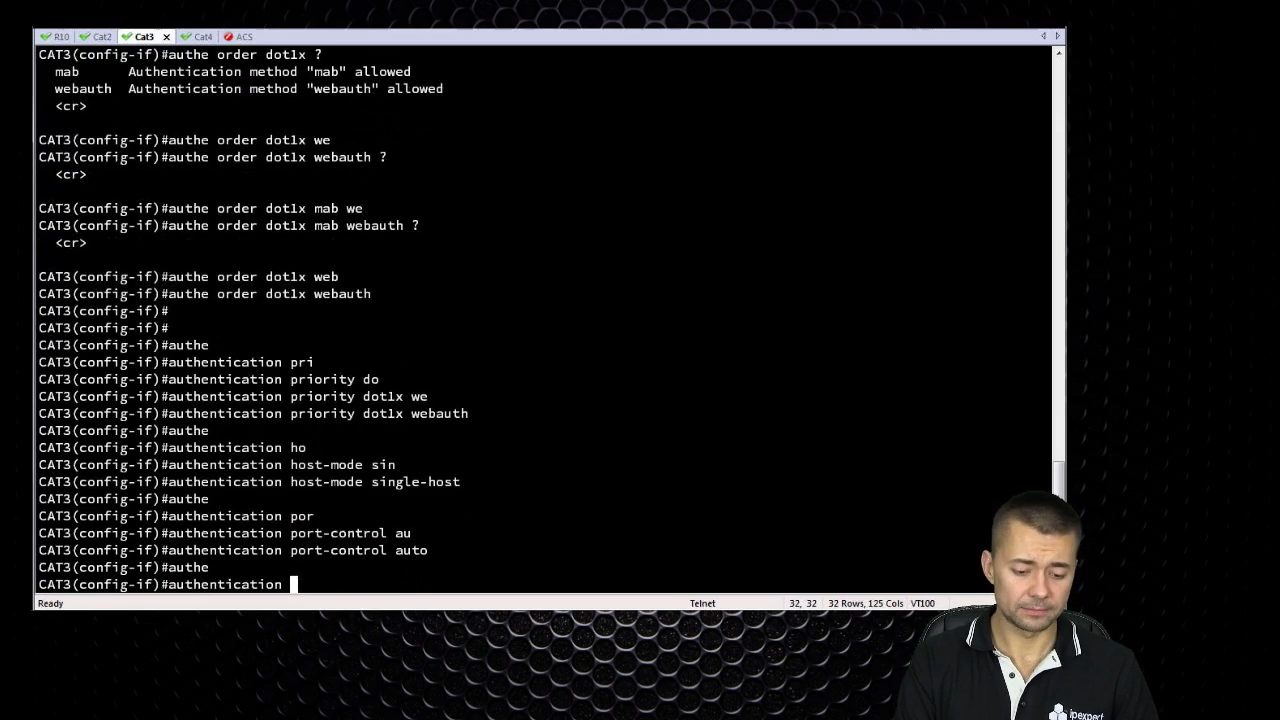 R10 Cat2 Cat3 Cat4 ACS
CAT3(config-if)#authe order dot1x ?
mab Authentication method "mab" allowed
webauth Authentication method "webauth" allowed
<cr>
CAT3(config-if)#authe order dot1x we
CAT3(config-if)#authe order dot1x webauth ?
<cr>
CAT3(config-if)#authe order dot1x mab we
CAT3(config-if)#authe order dot1x mab webauth ?
<cr>
CAT3(config-if)#authe order dot1x web
CAT3(config-if)#authe order dot1x webauth
CAT3(config-if)#
CAT3(config-if)#
CAT3(config-if)#authe
CAT3(config-if)#authentication pri
CAT3(config-if)#authentication priority do
CAT3(config-if)#authentication priority dot1x we
CAT3(config-if)#authentication priority dot1x webauth
CAT3(config-if)#authe
CAT3(config-if)#authentication ho
CAT3(config-if)#authentication host-mode sin
CAT3(config-if)#authentication host-mode single-host
CAT3(config-if)#authe
CAT3(config-if)#authentication por
CAT3(config-if)#authentication port-control au
CAT3(config-if)#authentication port-control auto
CAT3(config-if)#authe
CAT3(config-if)#authentication
Ready Telnet 32, 32 32 Rows, 125 Cols VT100
ipexpert